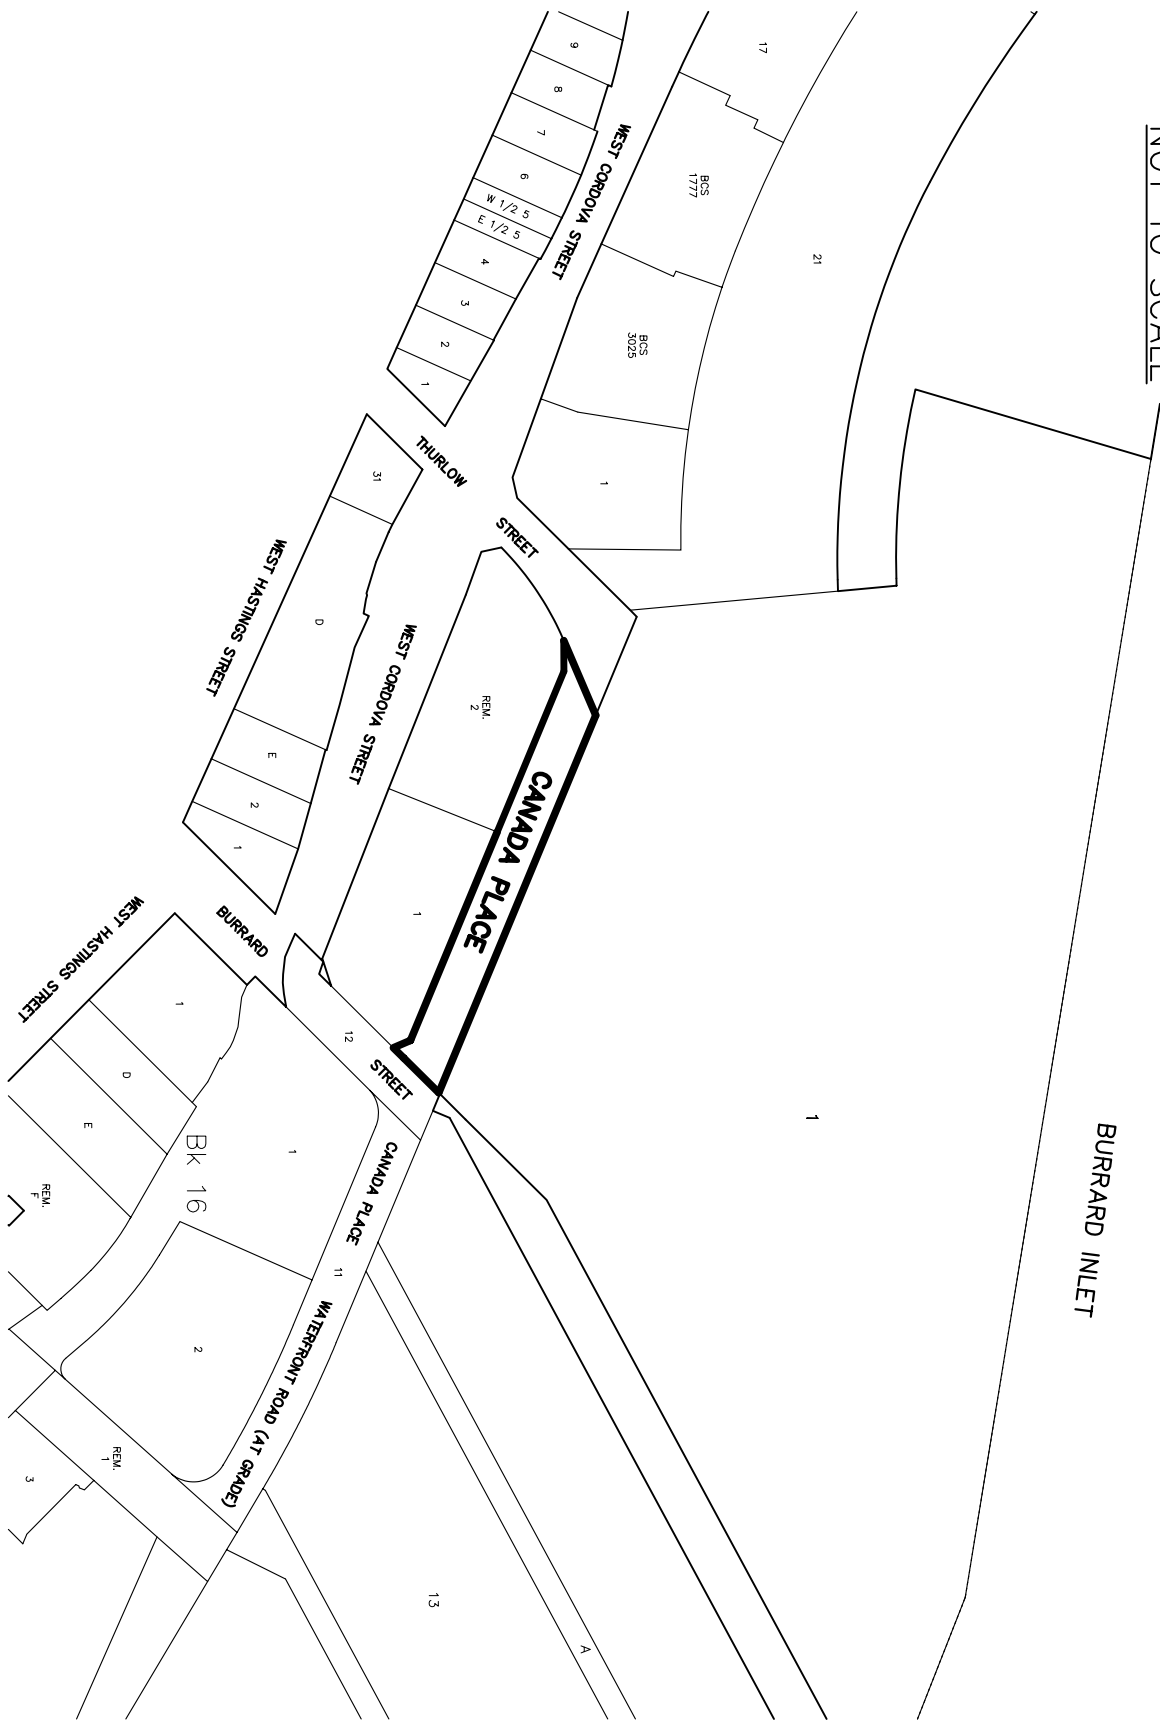 NOT TO SCALE
BURRARD INLET
17
9
8
7
6
W 1/2 5
E 1/2 5
4
3
2
1
WEST CORDOVA STREET
BCS
1777
21
BCS
3025
1
THURLOW
STREET
31
WEST HASTINGS STREET
D
E
2
1
WEST CORDOVA STREET
REM.
2
1
CANADA PLACE
1
BURRARD
STREET
12
WEST HASTINGS STREET
1
D
E
REM.
F
Bk 16
1
2
CANADA PLACE
11
WATERFRONT ROAD (AT GRADE)
REM.
1
3
13
A